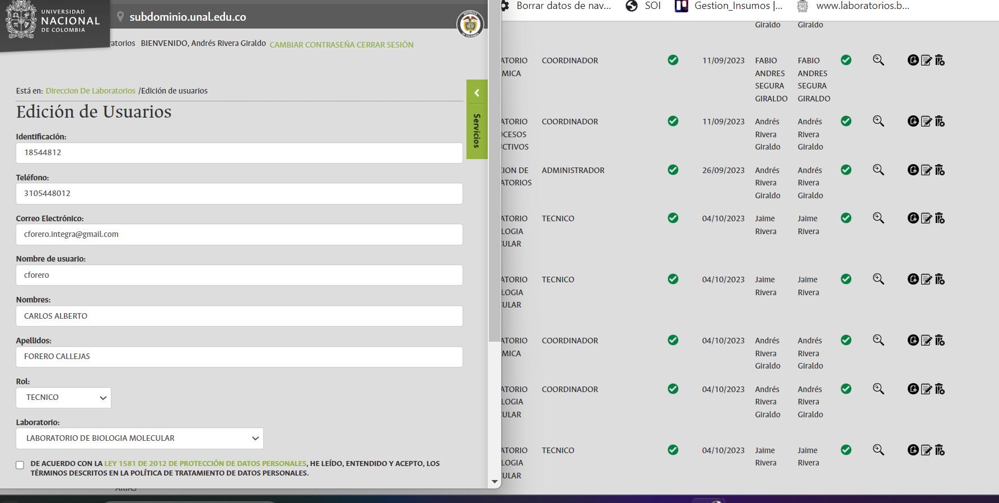 UNIVERSIDAD
NACIONAL
DE COLOMBIA
subdominio.unal.edu.co
ratorios BIENVENIDO, Andrés Rivera Giraldo CAMBIAR CONTRASEÑA CERRAR SESIÓN
Está en: Direccion De Laboratorios /Edición de usuarios
Edición de Usuarios
Identificación:
18544812
Teléfono:
3105448012
Correo Electrónico:
cforero.integra@gmail.com
Nombre de usuario:
cforero
Nombres:
CARLOS ALBERTO
Apellidos:
FORERO CALLEJAS
Rol:
TECNICO
Laboratorio:
LABORATORIO DE BIOLOGIA MOLECULAR
DE ACUERDO CON LA LEY 1581 DE 2012 DE PROTECCIÓN DE DATOS PERSONALES, HE LEÍDO, ENTENDIDO Y ACEPTO, LOS
TÉRMINOS DESCRITOS EN LA POLÍTICA DE TRATAMIENTO DE DATOS PERSONALES.
Servicios
ARIAS
Borrar datos de nav... SOI Gestion_Insumos |... www.laboratorios.b...
Giraldo Giraldo
ATORIO COORDINADOR 11/09/2023 FABIO FABIO
MICA ANDRES ANDRES
SEGURA SEGURA
GIRALDO GIRALDO
ATORIO COORDINADOR 11/09/2023 Andrés Andrés
OCESOS Rivera Rivera
UCTIVOS Giraldo Giraldo
CION DE ADMINISTRADOR 26/09/2023 Andrés Andrés
ATORIOS Rivera Rivera
Giraldo Giraldo
ATORIO TECNICO 04/10/2023 Jaime Jaime
LOGIA Rivera Rivera
CULAR
ATORIO TECNICO 04/10/2023 Jaime Jaime
LOGIA Rivera Rivera
CULAR
ATORIO COORDINADOR 04/10/2023 Andrés Andrés
MICA Rivera Rivera
Giraldo Giraldo
ATORIO COORDINADOR 04/10/2023 Andrés Andrés
LOGIA Rivera Rivera
CULAR Giraldo Giraldo
ATORIO TECNICO 04/10/2023 Jaime Jaime
LOGIA Rivera Rivera
CULAR